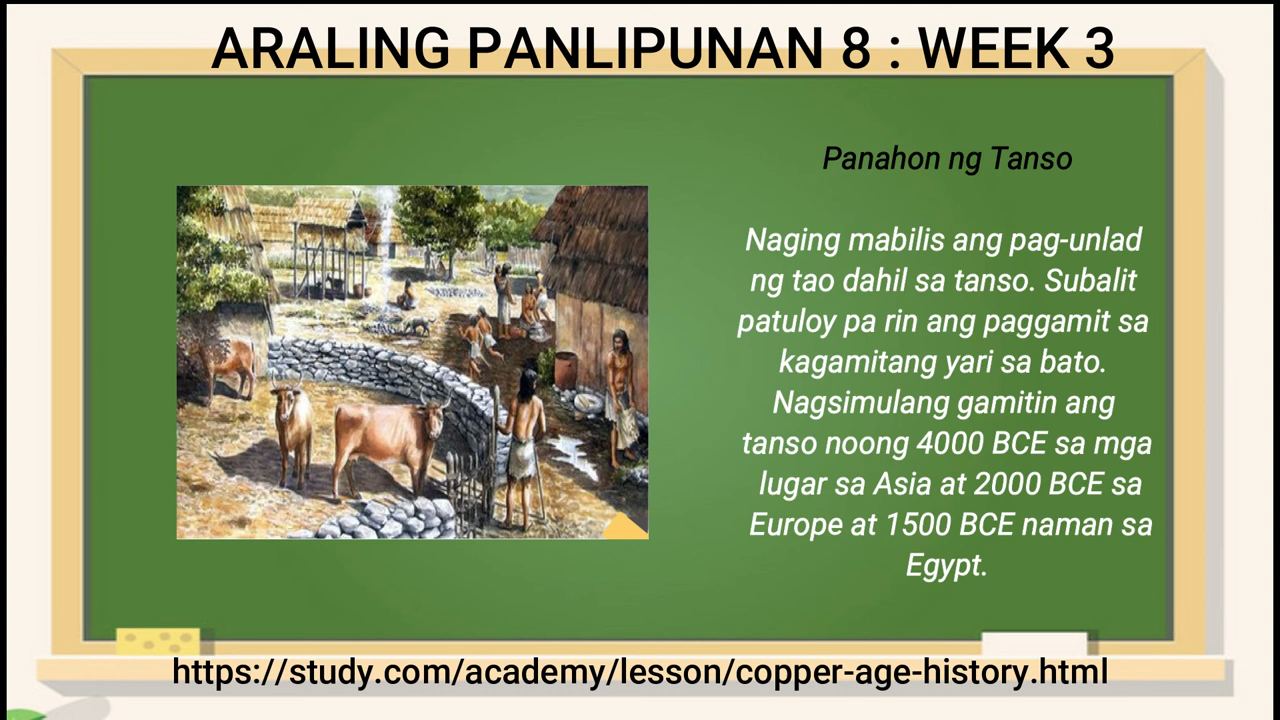 ARALING PANLIPUNAN 8 : WEEK 3
Panahon ng Tanso
Naging mabilis ang pag-unlad
ng tao dahil sa tanso. Subalit
patuloy pa rin ang paggamit sa
kagamitang yari sa bato.
Nagsimulang gamitin ang
tanso noong 4000 BCE sa mga
lugar sa Asia at 2000 BCE sa
Europe at 1500 BCE naman sa
Egypt.
https://study.com/academy/lesson/copper-age-history.html